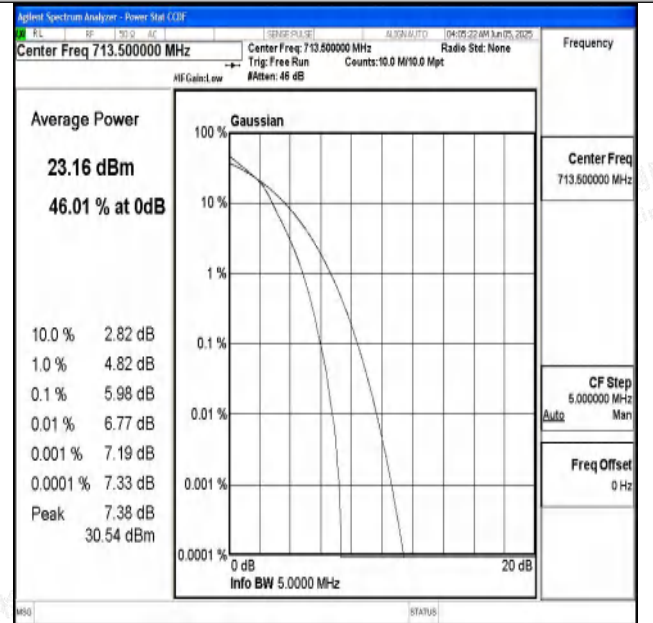 Agilent Spectrum Analyzer - Power Stat CCDF
RL RF 50 Ω AC SENSE:PULSE ALIGN AUTO 04:05:22 AM Jun 05, 2025
Center Freq 713.500000 MHz
Center Freq: 713.500000 MHz Radio Std: None
Trig: Free Run Counts:10.0 M/10.0 Mpt
#IFGain:Low #Atten: 46 dB
Frequency
Average Power
23.16 dBm
46.01 % at 0dB
10.0 % 2.82 dB
1.0 % 4.82 dB
0.1 % 5.98 dB
0.01 % 6.77 dB
0.001 % 7.19 dB
0.0001 % 7.33 dB
Peak 7.38 dB
30.54 dBm
Gaussian
100 %
10 %
1 %
0.1 %
0.01 %
0.001 %
0.0001 %
0 dB 20 dB
Info BW 5.0000 MHz
Center Freq
713.500000 MHz
CF Step
5.000000 MHz
Auto Man
Freq Offset
0 Hz
MSG STATUS